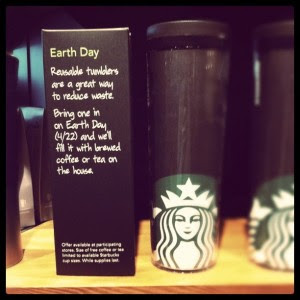 Earth Day
Reusable tumblers
are a great way
to reduce waste.
Bring one in
on Earth Day
(4/22) and we'll
fill it with brewed
coffee or tea on
the house.
Offer available at participating
stores. Size of free coffee or tea
limited to available Starbucks
cup sizes. While supplies last.